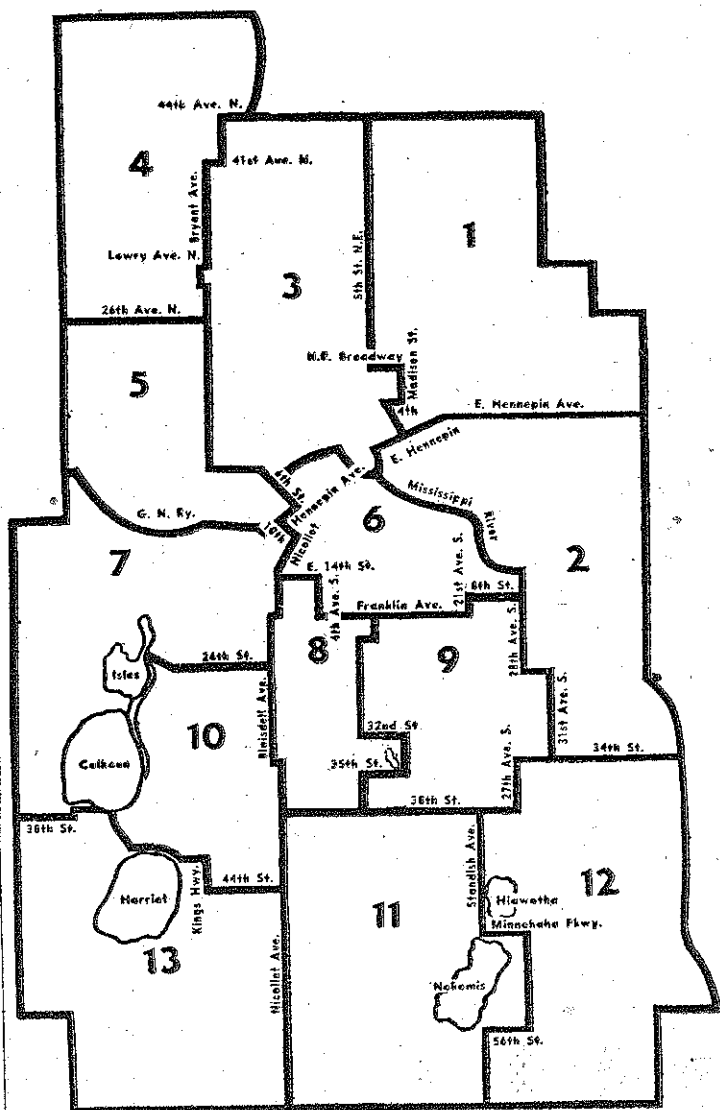 44th Ave. N.
4
41st Ave. N.
Bryant Ave.
1
Lowry Ave. N.
5th St. N.E.
3
26th Ave. N.
N.E. Broadway
Madison St.
5
4th
E. Hennepin Ave.
E. Hennepin
6th St.
Hennepin Ave.
Mississippi
River
G. N. Ry.
10th
Nicollet
6
7
E. 14th St.
21st Ave. S.
6th St.
2
4th Ave. S.
Franklin Ave.
28th Ave. S.
8
9
Isles
24th St.
Blaisdell Ave.
31st Ave. S.
32nd St.
10
Calhoun
35th St.
27th Ave. S.
34th St.
38th St.
36th St.
Standish Ave.
Harriet
Kings Hwy.
44th St.
11
Hiawatha
12
Minnehaha Pkwy.
13
Nicollet Ave.
Nokomis
56th St.